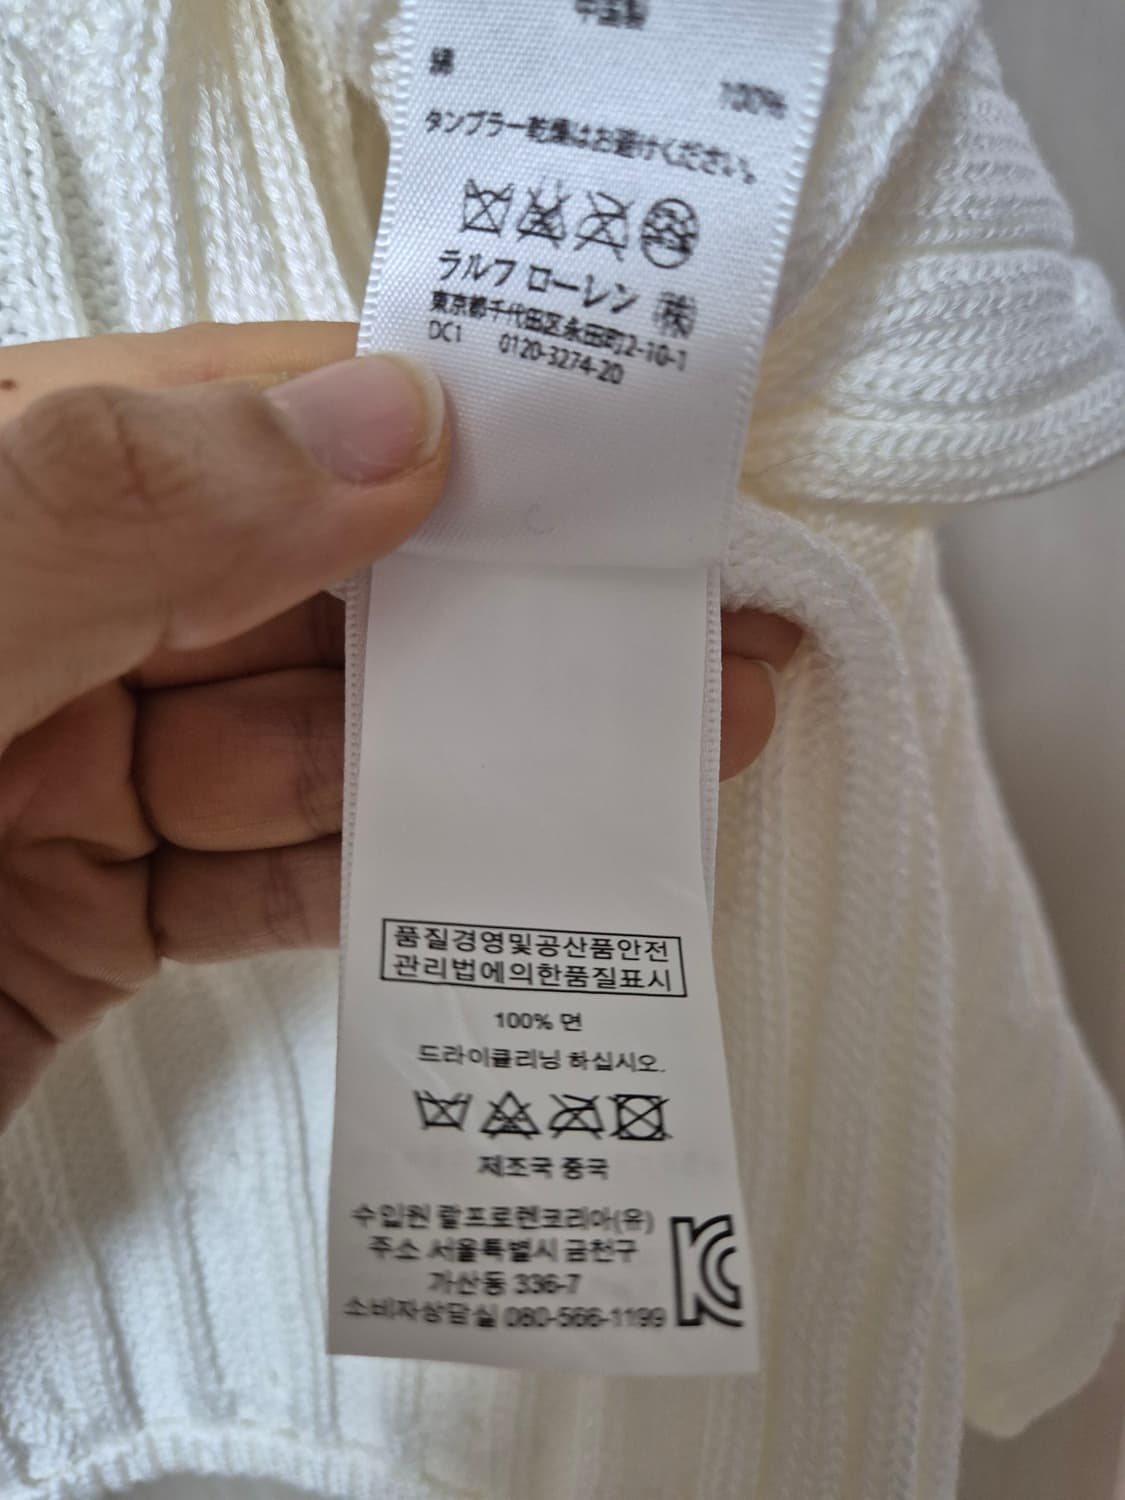 中国製
綿 100%
タンブラー乾燥はお避けください。
ラルフ ローレン ㈱
東京都千代田区永田町2-10-1
DC1 0120-3274-20
품질경영및공산품안전
관리법에의한품질표시
100% 면
드라이클리닝 하십시오.
제조국 중국
수입원 랄프로렌코리아(유)
주소 서울특별시 금천구
가산동 336-7
소비자상담실 080-566-1199